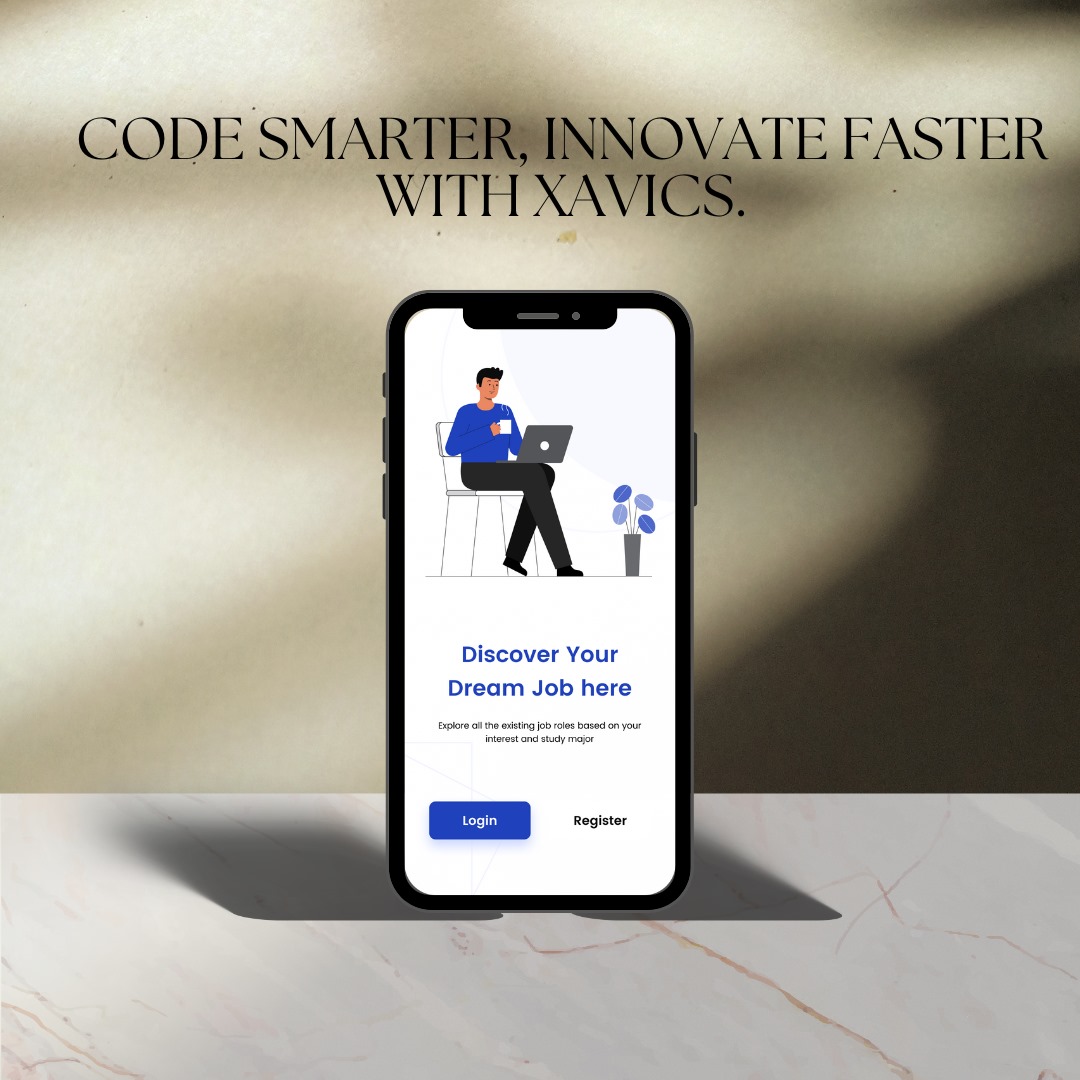 CODE SMARTER, INNOVATE FASTER
WITH XAVICS.
Discover Your
Dream Job here
Explore all the existing job roles based on your
interest and study major
Login
Register